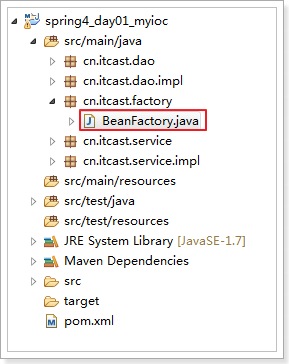 spring4_day01_myioc
src/main/java
cn.itcast.dao
cn.itcast.dao.impl
cn.itcast.factory
BeanFactory.java
cn.itcast.service
cn.itcast.service.impl
src/main/resources
src/test/java
src/test/resources
JRE System Library [JavaSE-1.7]
Maven Dependencies
src
target
pom.xml